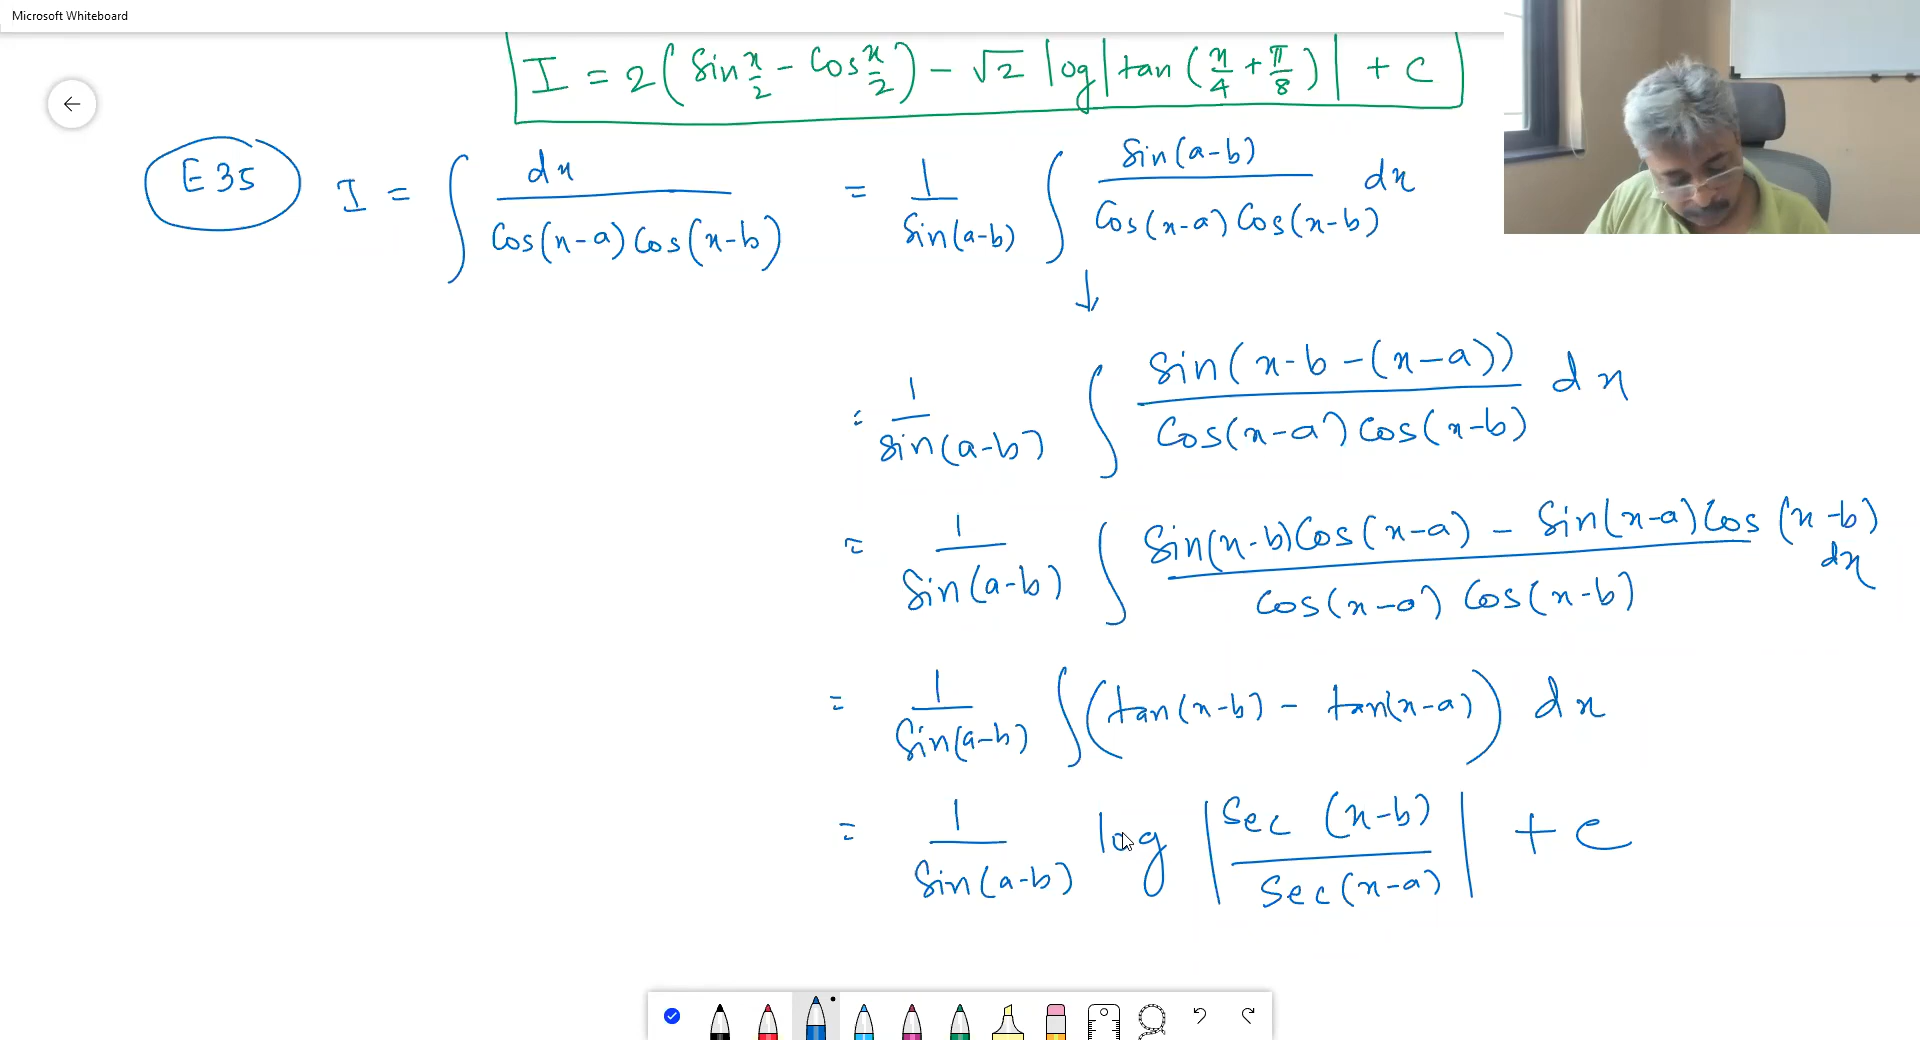 Microsoft Whiteboard
I = 2(Sin x/2 - Cos x/2) - √2 log|tan(x/4 + π/8)| + c
E 35 I = ∫ dx / Cos(x-a) Cos(x-b) = 1/Sin(a-b) ∫ Sin(a-b) / Cos(x-a) Cos(x-b) dx
↓
= 1/Sin(a-b) ∫ Sin(x-b-(x-a)) / Cos(x-a) Cos(x-b) dx
= 1/Sin(a-b) ∫ Sin(x-b)Cos(x-a) - Sin(x-a)Cos(x-b) / Cos(x-a) Cos(x-b) dx
= 1/Sin(a-b) ∫ (tan(x-b) - tan(x-a)) dx
= 1/Sin(a-b) log |Sec(x-b) / Sec(x-a)| + c